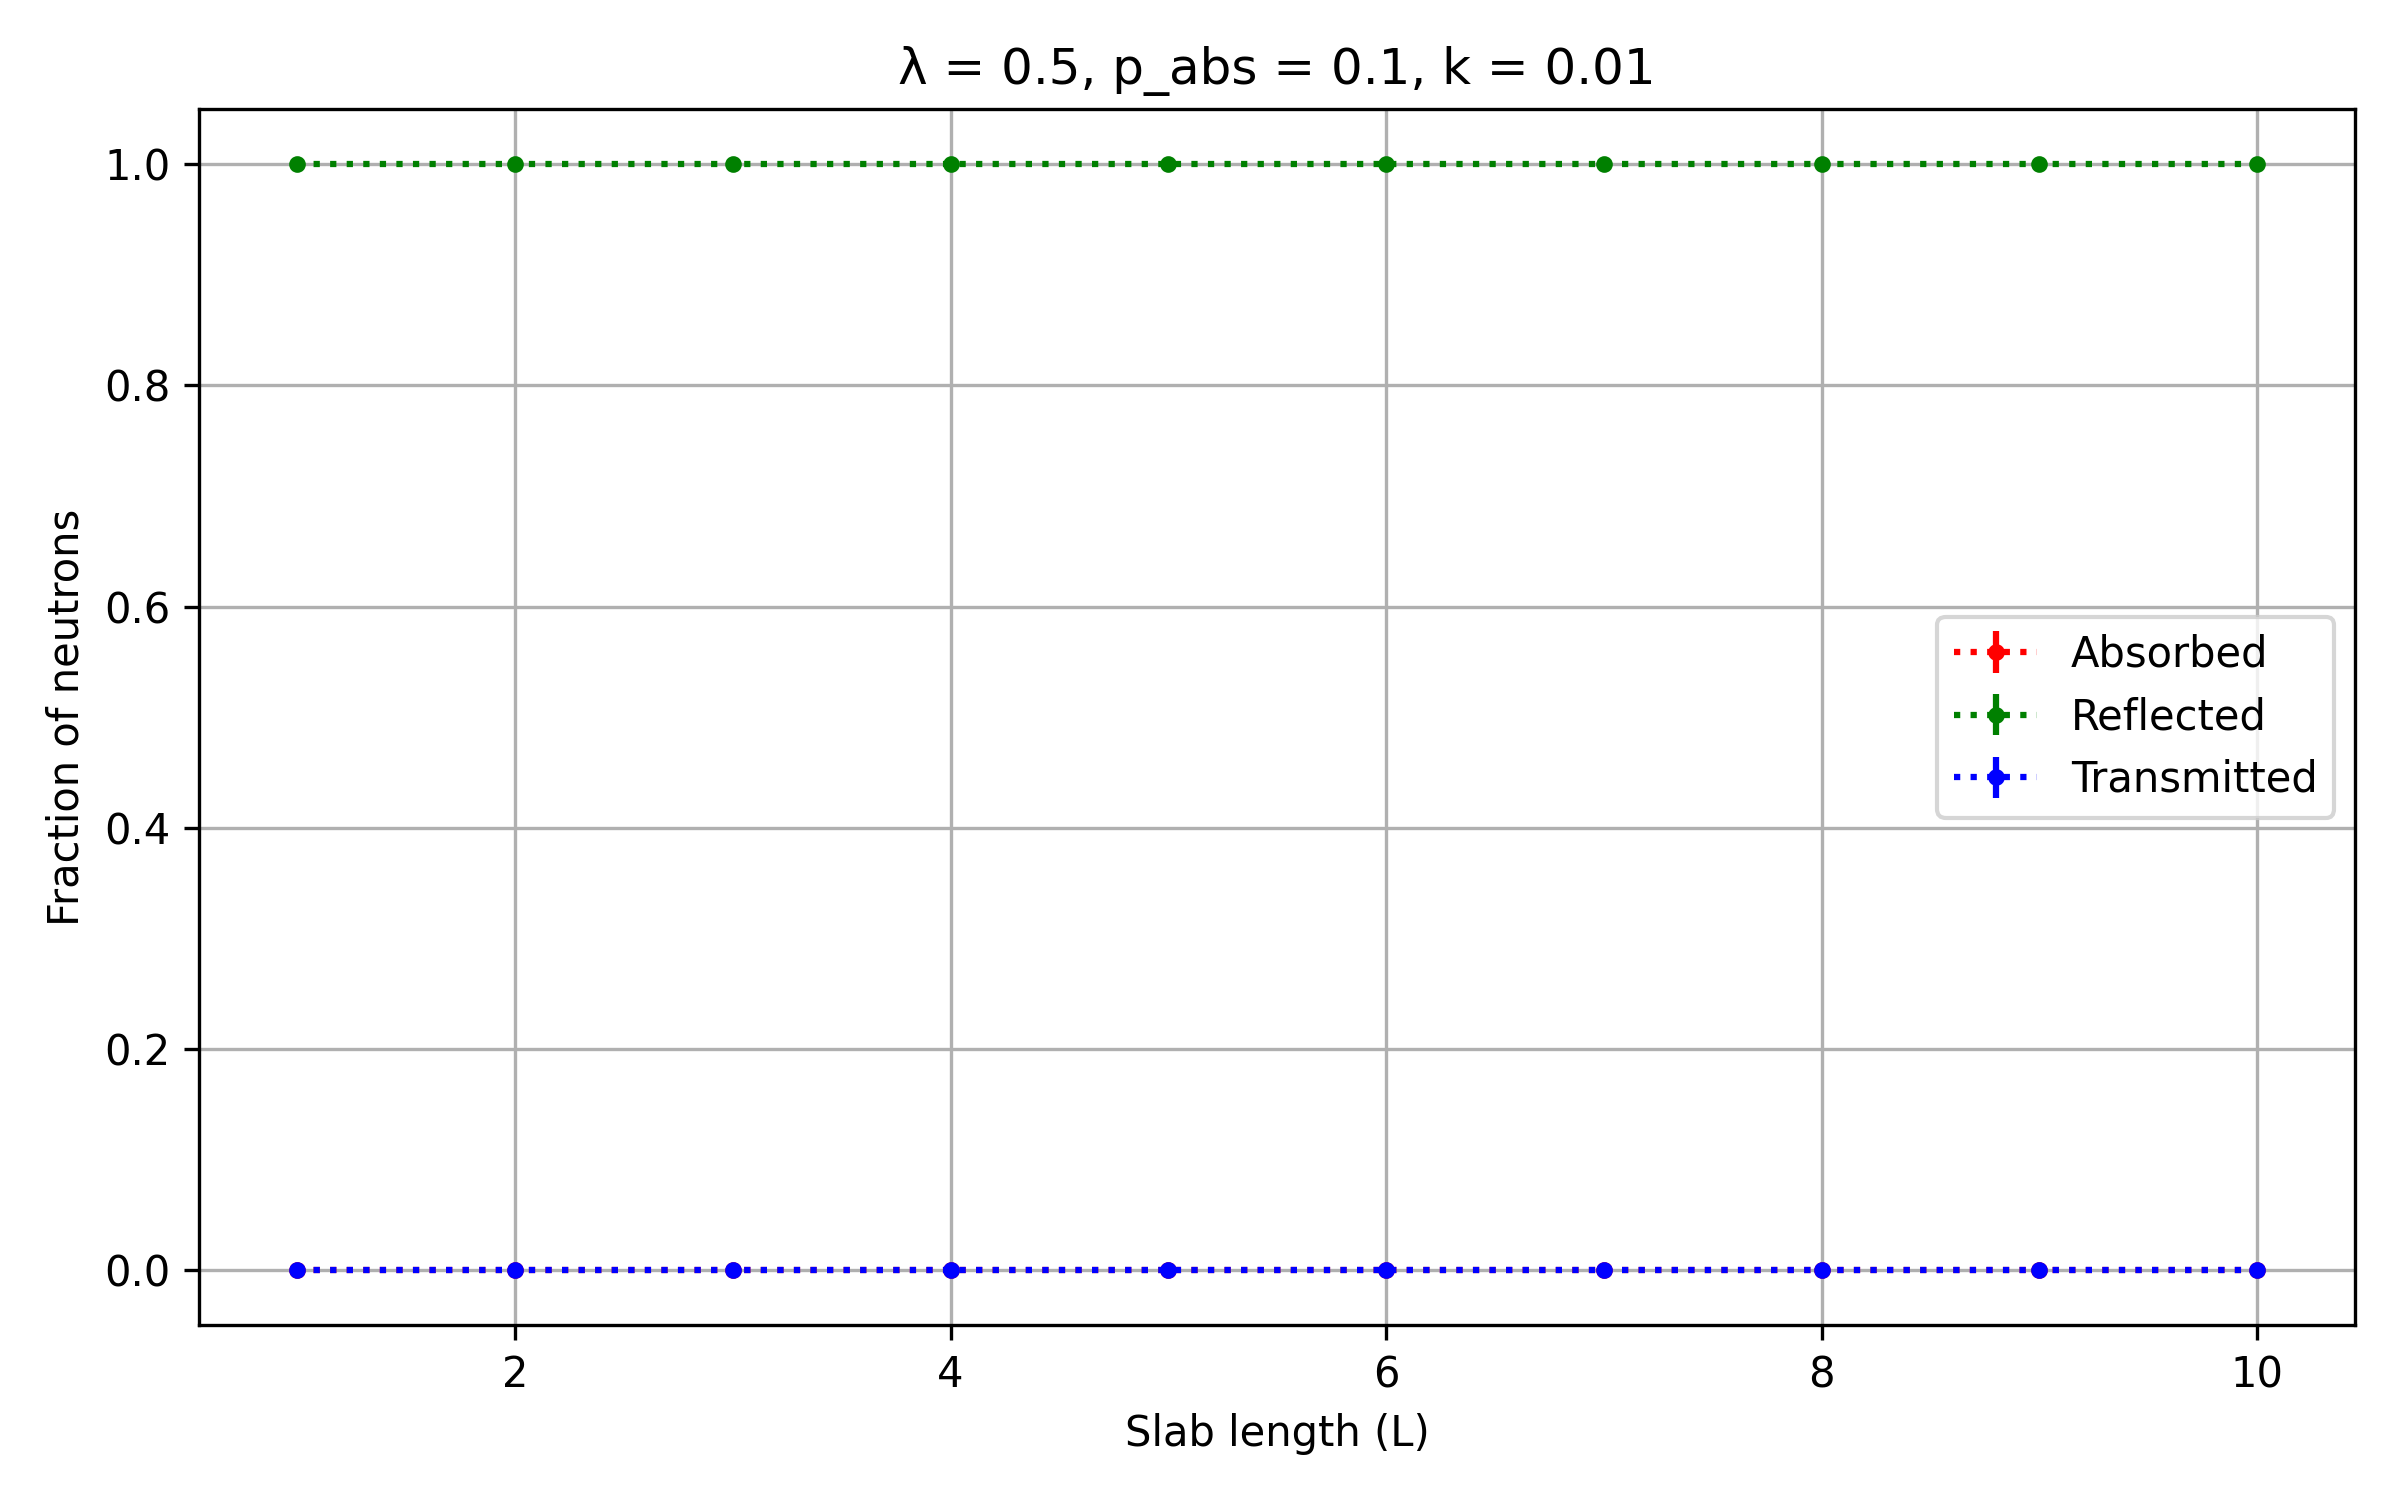 λ = 0.5, p_abs = 0.1, k = 0.01
1.0
0.8
0.6
0.4
0.2
0.0
Fraction of neutrons
Absorbed
Reflected
Transmitted
2 4 6 8 10
Slab length (L)